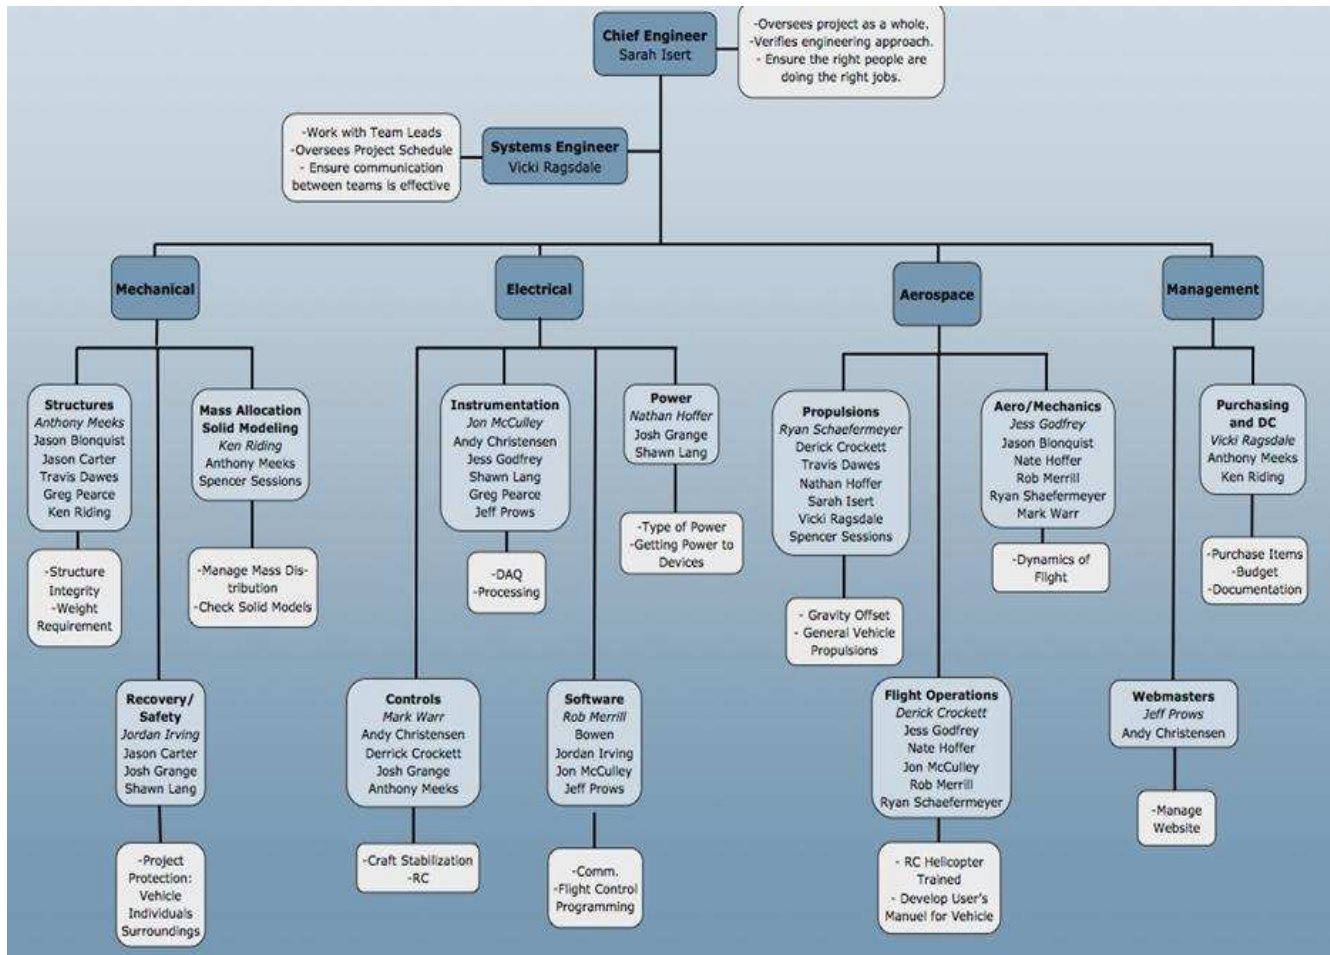 Chief Engineer
Sarah Isert
-Oversees project as a whole.
-Verifies engineering approach.
- Ensure the right people are
doing the right jobs.
-Work with Team Leads
-Oversees Project Schedule
- Ensure communication
between teams is effective
Systems Engineer
Vicki Ragsdale
Mechanical
Electrical
Aerospace
Management
Structures
Anthony Meeks
Jason Blonquist
Jason Carter
Travis Dawes
Greg Pearce
Ken Riding
-Structure
Integrity
-Weight
Requirement
Mass Allocation
Solid Modeling
Ken Riding
Anthony Meeks
Spencer Sessions
-Manage Mass Dis-
tribution
-Check Solid Models
Instrumentation
Jon McCulley
Andy Christensen
Jess Godfrey
Shawn Lang
Greg Pearce
Jeff Prows
-DAQ
-Processing
Power
Nathan Hoffer
Josh Grange
Shawn Lang
-Type of Power
-Getting Power to
Devices
Propulsions
Ryan Schaefermeyer
Derick Crockett
Travis Dawes
Nathan Hoffer
Sarah Isert
Vicki Ragsdale
Spencer Sessions
- Gravity Offset
- General Vehicle
Propulsions
Aero/Mechanics
Jess Godfrey
Jason Blonquist
Nate Hoffer
Rob Merrill
Ryan Shaefermeyer
Mark Warr
-Dynamics of
Flight
Purchasing
and DC
Vicki Ragsdale
Anthony Meeks
Ken Riding
-Purchase Items
-Budget
-Documentation
Recovery/
Safety
Jordan Irving
Jason Carter
Josh Grange
Shawn Lang
-Project
Protection:
Vehicle
Individuals
Surroundings
Controls
Mark Warr
Andy Christensen
Derrick Crockett
Josh Grange
Anthony Meeks
-Craft Stabilization
-RC
Software
Rob Merrill
Bowen
Jordan Irving
Jon McCulley
Jeff Prows
-Comm.
-Flight Control
Programming
Flight Operations
Derick Crockett
Jess Godfrey
Nate Hoffer
Jon McCulley
Rob Merrill
Ryan Schaefermeyer
- RC Helicopter
Trained
- Develop User's
Manuel for Vehicle
Webmasters
Jeff Prows
Andy Christensen
-Manage
Website